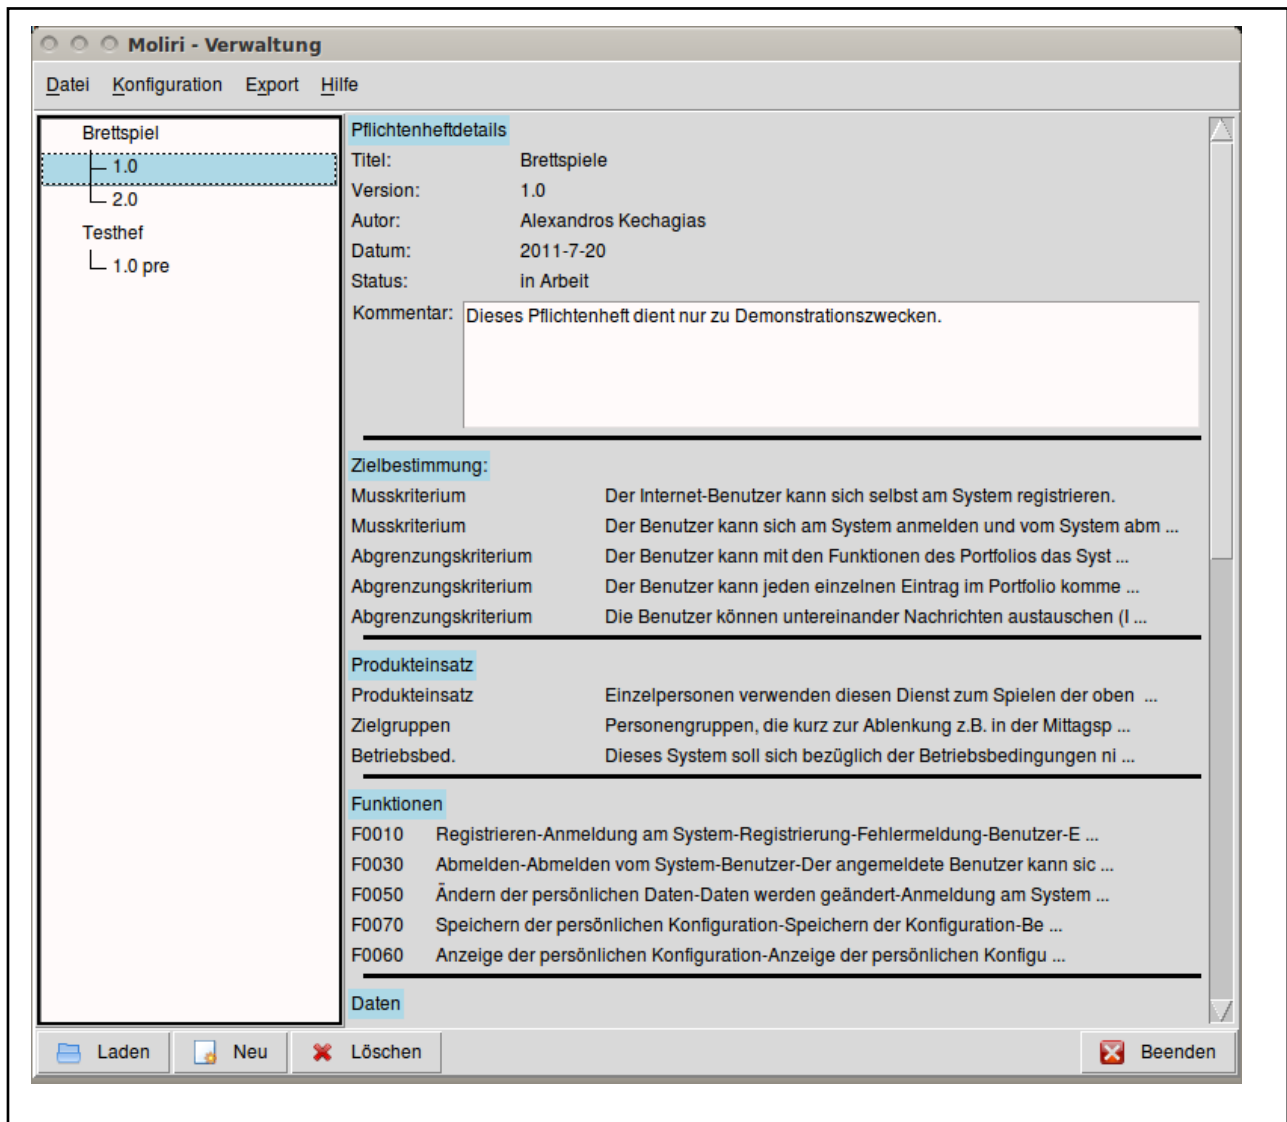 Moliri - Verwaltung
Datei Konfiguration Export Hilfe
Brettspiel
1.0
2.0
Testhef
1.0 pre
Pflichtenheftdetails
Titel: Brettspiele
Version: 1.0
Autor: Alexandros Kechagias
Datum: 2011-7-20
Status: in Arbeit
Kommentar: Dieses Pflichtenheft dient nur zu Demonstrationszwecken.
Zielbestimmung:
Musskriterium Der Internet-Benutzer kann sich selbst am System registrieren.
Musskriterium Der Benutzer kann sich am System anmelden und vom System abm ...
Abgrenzungskriterium Der Benutzer kann mit den Funktionen des Portfolios das Syst ...
Abgrenzungskriterium Der Benutzer kann jeden einzelnen Eintrag im Portfolio komme ...
Abgrenzungskriterium Die Benutzer können untereinander Nachrichten austauschen (I ...
Produkteinsatz
Produkteinsatz Einzelpersonen verwenden diesen Dienst zum Spielen der oben ...
Zielgruppen Personengruppen, die kurz zur Ablenkung z.B. in der Mittagsp ...
Betriebsbed. Dieses System soll sich bezüglich der Betriebsbedingungen ni ...
Funktionen
F0010 Registrieren-Anmeldung am System-Registrierung-Fehlermeldung-Benutzer-E ...
F0030 Abmelden-Abmelden vom System-Benutzer-Der angemeldete Benutzer kann sic ...
F0050 Ändern der persönlichen Daten-Daten werden geändert-Anmeldung am System ...
F0070 Speichern der persönlichen Konfiguration-Speichern der Konfiguration-Be ...
F0060 Anzeige der persönlichen Konfiguration-Anzeige der persönlichen Konfigu ...
Daten
Laden Neu Löschen Beenden